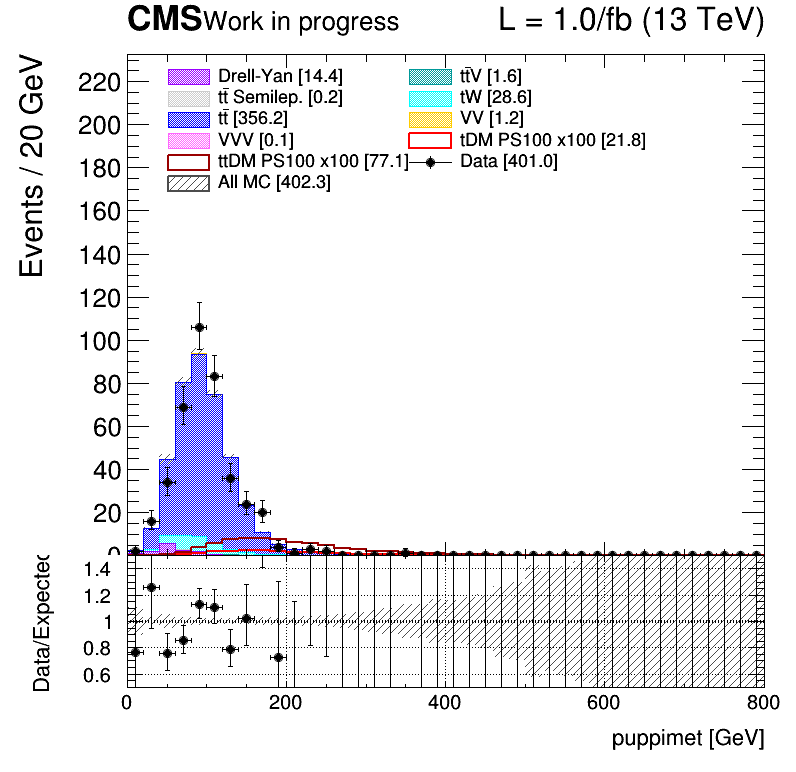 CMS Work in progress L = 1.0/fb (13 TeV)
Events / 20 GeV
220
200
180
160
140
120
100
80
60
40
20
0
Drell-Yan [14.4]
tt̄ Semilep. [0.2]
tt̄ [356.2]
VVV [0.1]
ttDM PS100 x100 [77.1]
All MC [402.3]
tt̄V [1.6]
tW [28.6]
VV [1.2]
tDM PS100 x100 [21.8]
Data [401.0]
Data/Expected
1.4
1.2
1
0.8
0.6
0 200 400 600 800
puppimet [GeV]